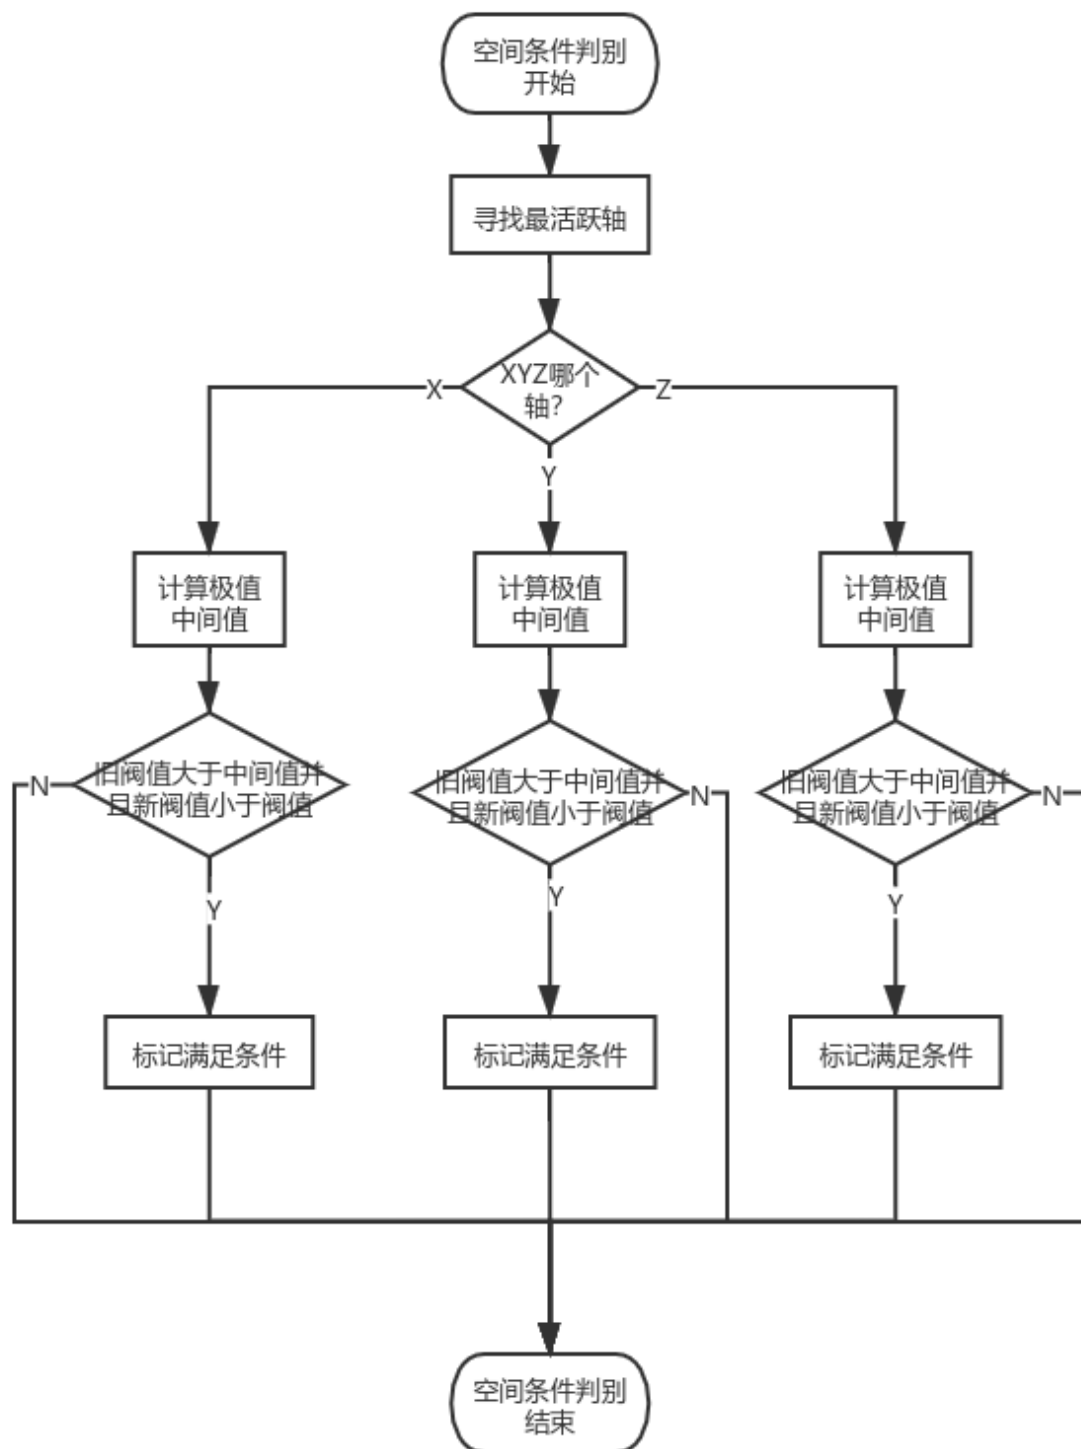 空间条件判别
开始
寻找最活跃轴
XYZ哪个
轴？
X
Z
Y
计算极值
中间值
计算极值
中间值
计算极值
中间值
旧阀值大于中间值并
且新阀值小于阀值
N
旧阀值大于中间值并
且新阀值小于阀值
N
旧阀值大于中间值并
且新阀值小于阀值
N
Y
Y
Y
标记满足条件
标记满足条件
标记满足条件
空间条件判别
结束